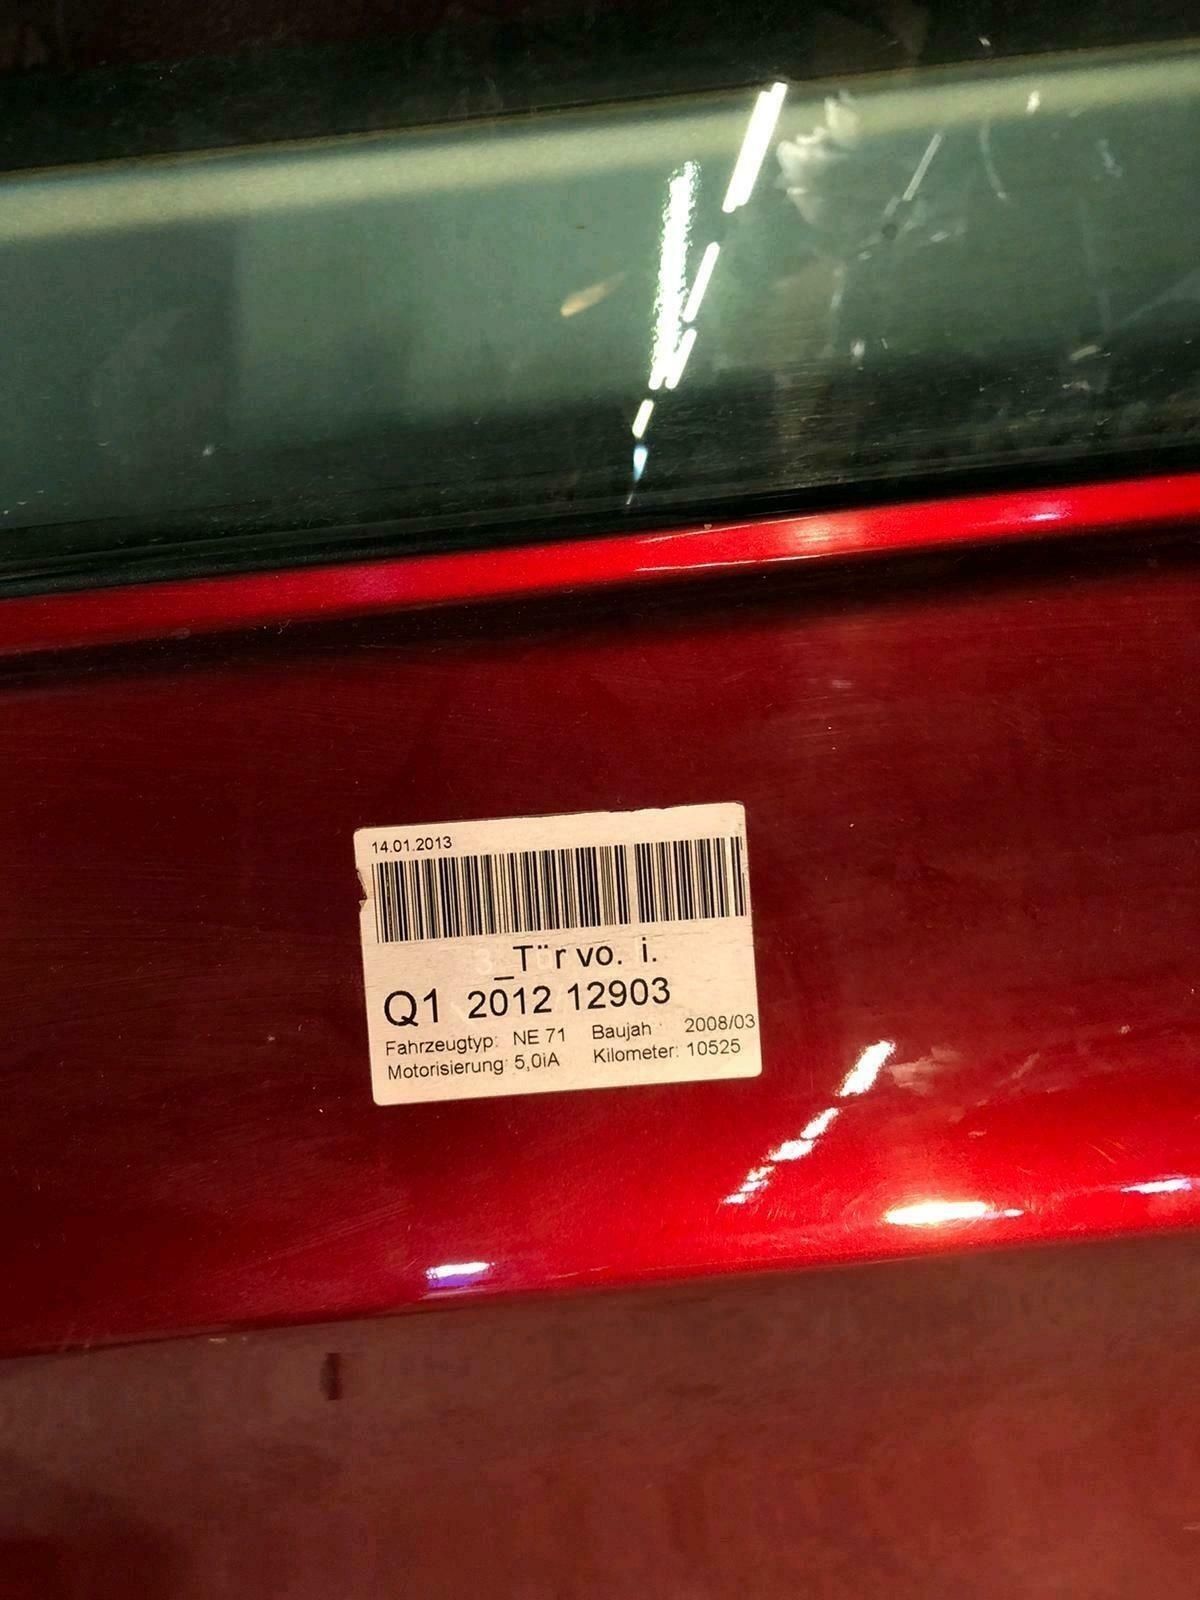 14.01.2013
_T¨r vo. i.
Q1 2012 12903
Fahrzeugtyp: NE 71 Baujah : 2008/03
Motorisierung: 5,0iA Kilometer: 10525